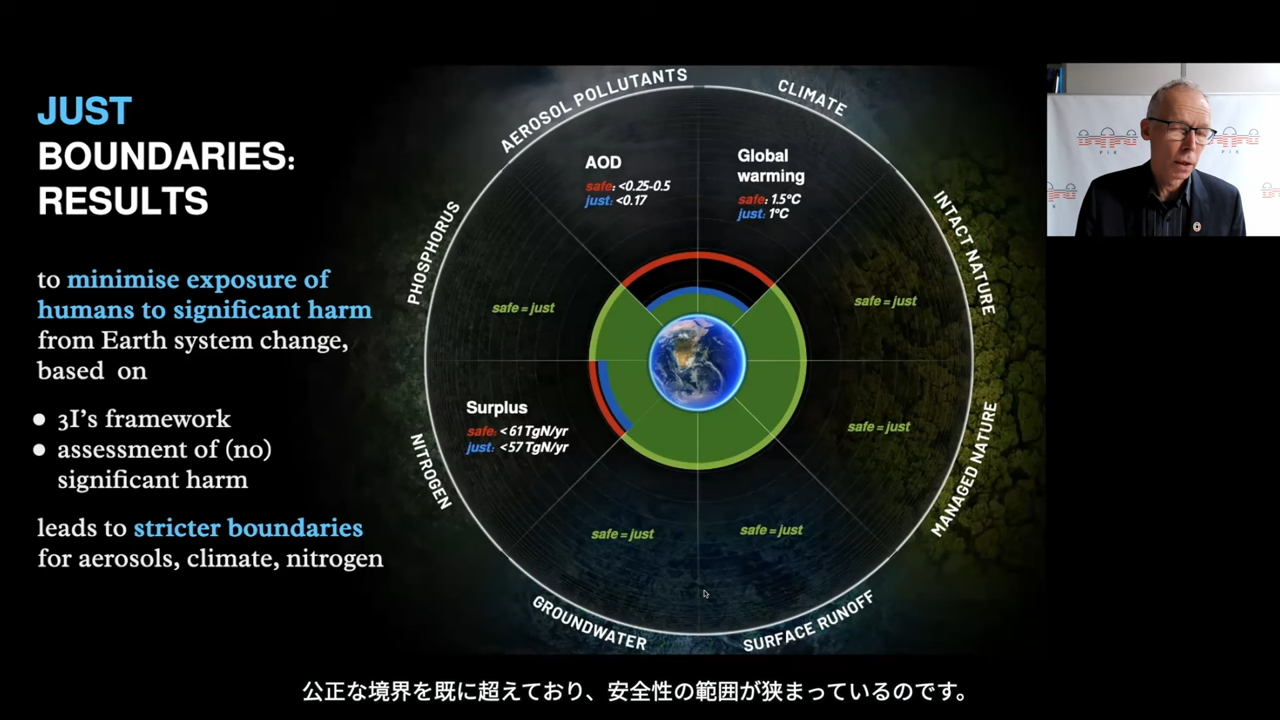 JUST
BOUNDARIES:
RESULTS
to minimise exposure of
humans to significant harm
from Earth system change,
based on
● 3I's framework
● assessment of (no)
significant harm
leads to stricter boundaries
for aerosols, climate, nitrogen
AEROSOL POLLUTANTS
CLIMATE
INTACT NATURE
MANAGED NATURE
SURFACE RUNOFF
GROUNDWATER
NITROGEN
PHOSPHORUS
AOD
safe: <0.25-0.5
just: <0.17
Global
warming
safe: 1.5°C
just: 1°C
safe = just
safe = just
safe = just
safe = just
safe = just
Surplus
safe: <61 TgN/yr
just: <57 TgN/yr
PIK
PIK
公正な境界を既に超えており、安全性の範囲が狭まっているのです。